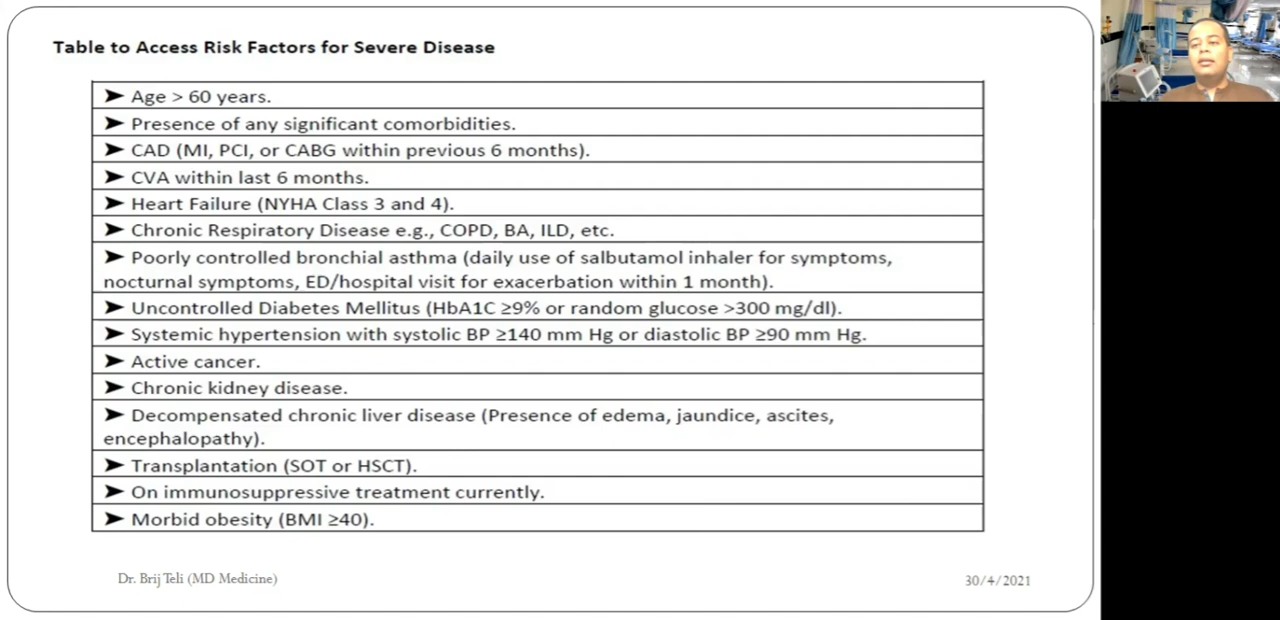 Table to Access Risk Factors for Severe Disease
➤ Age > 60 years.
➤ Presence of any significant comorbidities.
➤ CAD (MI, PCI, or CABG within previous 6 months).
➤ CVA within last 6 months.
➤ Heart Failure (NYHA Class 3 and 4).
➤ Chronic Respiratory Disease e.g., COPD, BA, ILD, etc.
➤ Poorly controlled bronchial asthma (daily use of salbutamol inhaler for symptoms,
nocturnal symptoms, ED/hospital visit for exacerbation within 1 month).
➤ Uncontrolled Diabetes Mellitus (HbA1C ≥9% or random glucose >300 mg/dl).
➤ Systemic hypertension with systolic BP ≥140 mm Hg or diastolic BP ≥90 mm Hg.
➤ Active cancer.
➤ Chronic kidney disease.
➤ Decompensated chronic liver disease (Presence of edema, jaundice, ascites,
encephalopathy).
➤ Transplantation (SOT or HSCT).
➤ On immunosuppressive treatment currently.
➤ Morbid obesity (BMI ≥40).
Dr. Brij Teli (MD Medicine)
30/4/2021